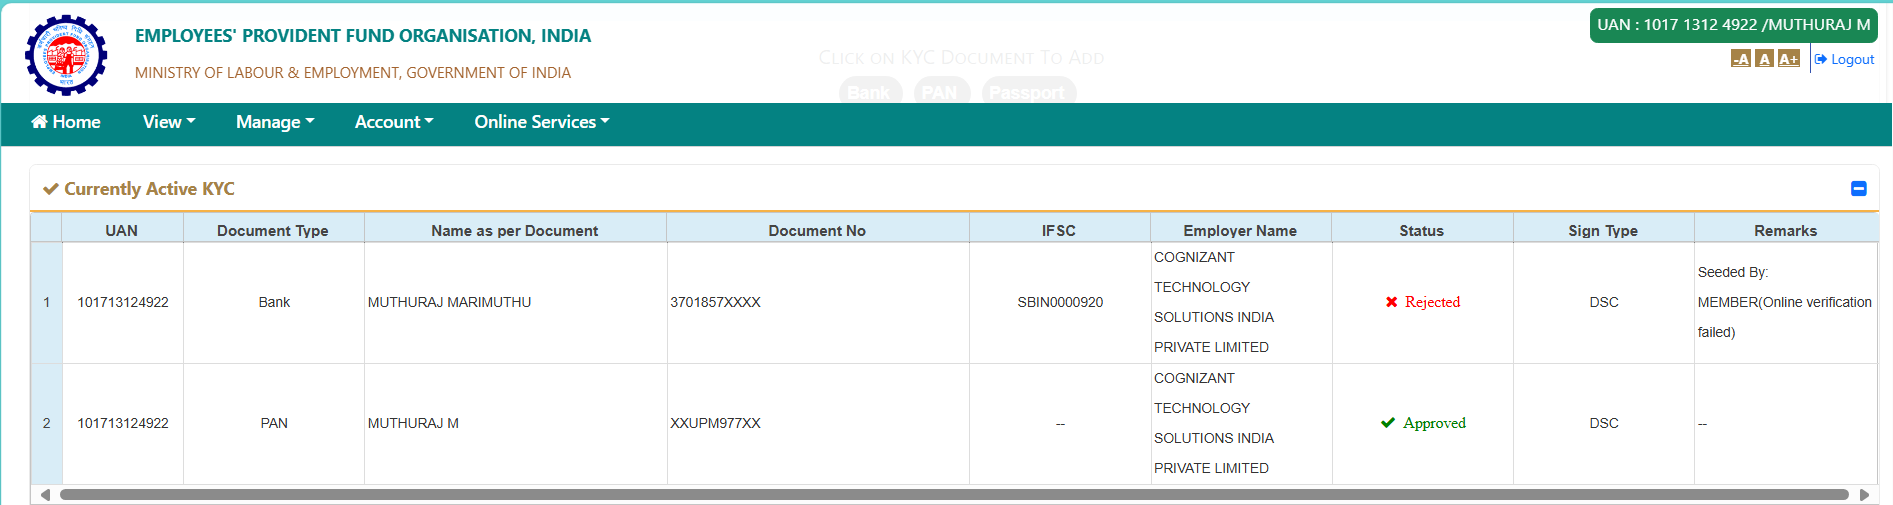 EMPLOYEES' PROVIDENT FUND ORGANISATION, INDIA
MINISTRY OF LABOUR & EMPLOYMENT, GOVERNMENT OF INDIA
CLICK ON KYC DOCUMENT TO ADD
Bank PAN Passport
UAN : 1017 1312 4922 /MUTHURAJ M
-A A A+ Logout
Home View Manage Account Online Services
Currently Active KYC
UAN Document Type Name as per Document Document No IFSC Employer Name Status Sign Type Remarks
1 101713124922 Bank MUTHURAJ MARIMUTHU 3701857XXXX SBIN0000920
COGNIZANT
TECHNOLOGY
SOLUTIONS INDIA
PRIVATE LIMITED
Rejected DSC
Seeded By:
MEMBER(Online verification
failed)
2 101713124922 PAN MUTHURAJ M XXUPM977XX --
COGNIZANT
TECHNOLOGY
SOLUTIONS INDIA
PRIVATE LIMITED
Approved DSC --